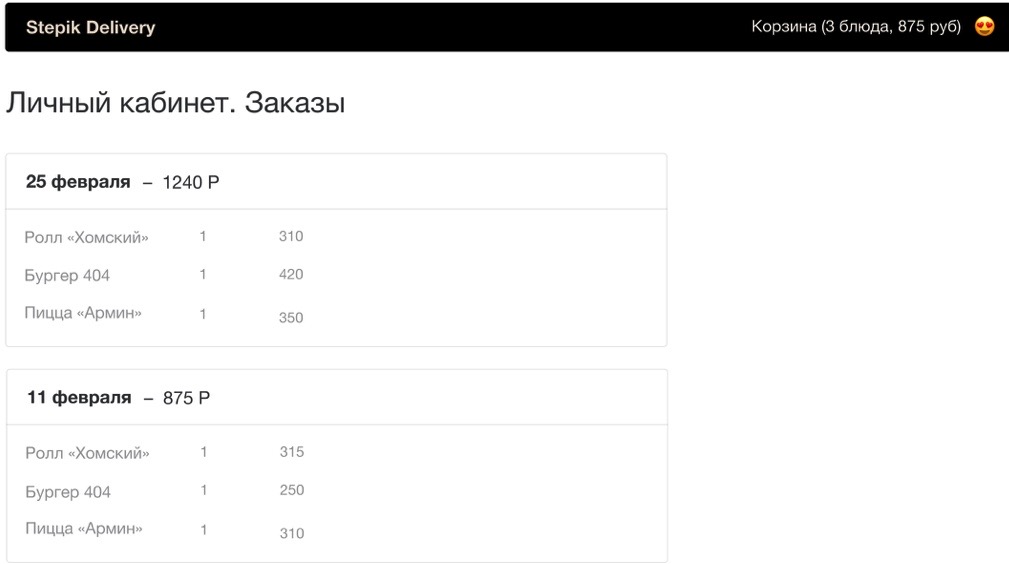 Stepik Delivery Корзина (3 блюда, 875 руб) 😍
Личный кабинет. Заказы
25 февраля – 1240 Р
Ролл «Хомский» 1 310
Бургер 404 1 420
Пицца «Армин» 1 350
11 февраля – 875 Р
Ролл «Хомский» 1 315
Бургер 404 1 250
Пицца «Армин» 1 310